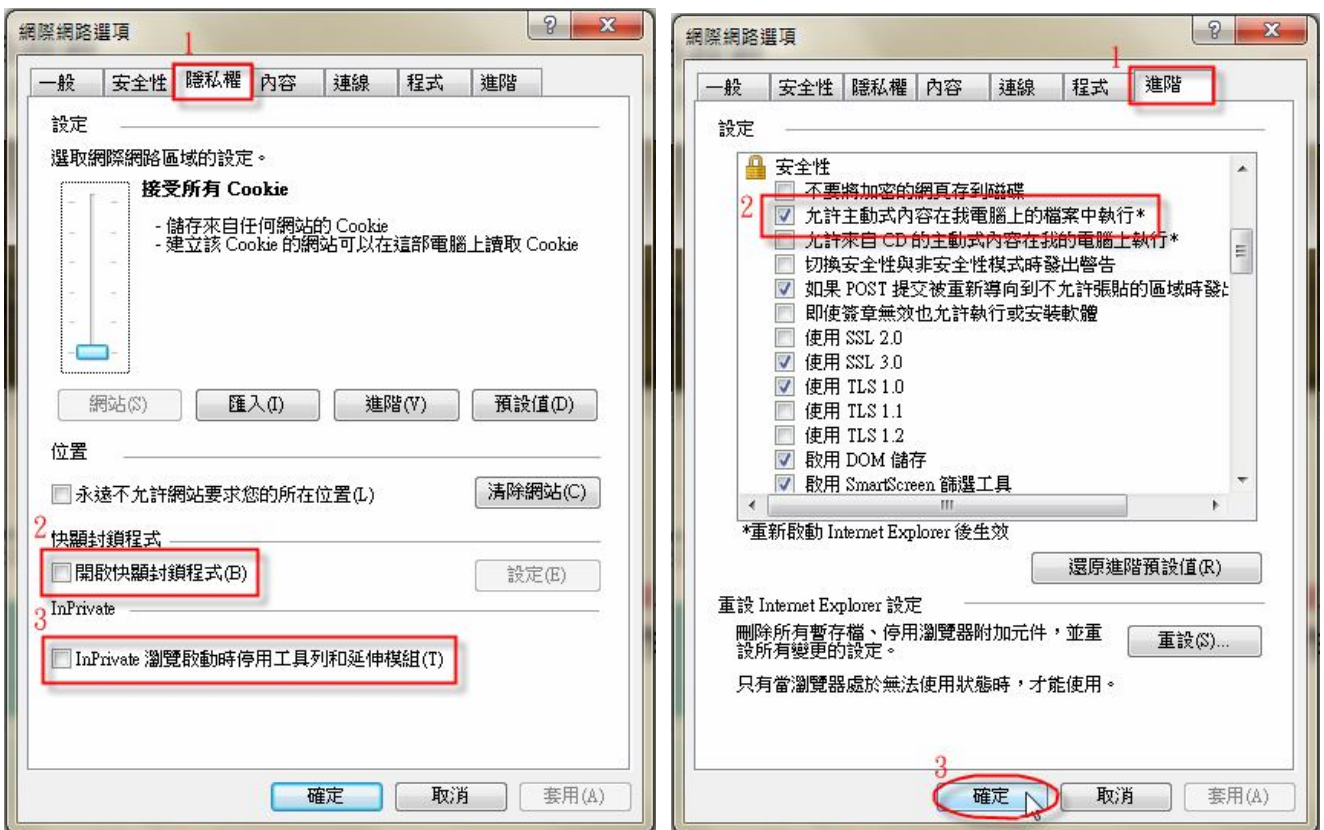 網際網路選項
1
一般 安全性 隱私權 內容 連線 程式 進階
設定
選取網際網路區域的設定。
接受所有 Cookie
- 儲存來自任何網站的 Cookie
- 建立該 Cookie 的網站可以在這部電腦上讀取 Cookie
網站(S) 匯入(I) 進階(V) 預設值(D)
位置
永遠不允許網站要求您的所在位置(L) 清除網站(C)
2
快顯封鎖程式
開啟快顯封鎖程式(B) 設定(E)
3
InPrivate
InPrivate 瀏覽啟動時停用工具列和延伸模組(T)
確定 取消 套用(A)
網際網路選項
1
一般 安全性 隱私權 內容 連線 程式 進階
設定
安全性
不要將加密的網頁存到磁碟
2
允許主動式內容在我電腦上的檔案中執行*
允許來自 CD 的主動式內容在我的電腦上執行*
切換安全性與非安全性模式時發出警告
如果 POST 提交被重新導向到不允許張貼的區域時發出
即使簽章無效也允許執行或安裝軟體
使用 SSL 2.0
使用 SSL 3.0
使用 TLS 1.0
使用 TLS 1.1
使用 TLS 1.2
啟用 DOM 儲存
啟用 SmartScreen 篩選工具
*重新啟動 Internet Explorer 後生效
還原進階預設值(R)
重設 Internet Explorer 設定
刪除所有暫存檔、停用瀏覽器附加元件，並重
設所有變更的設定。
重設(S)...
只有當瀏覽器處於無法使用狀態時，才能使用。
3
確定 取消 套用(A)